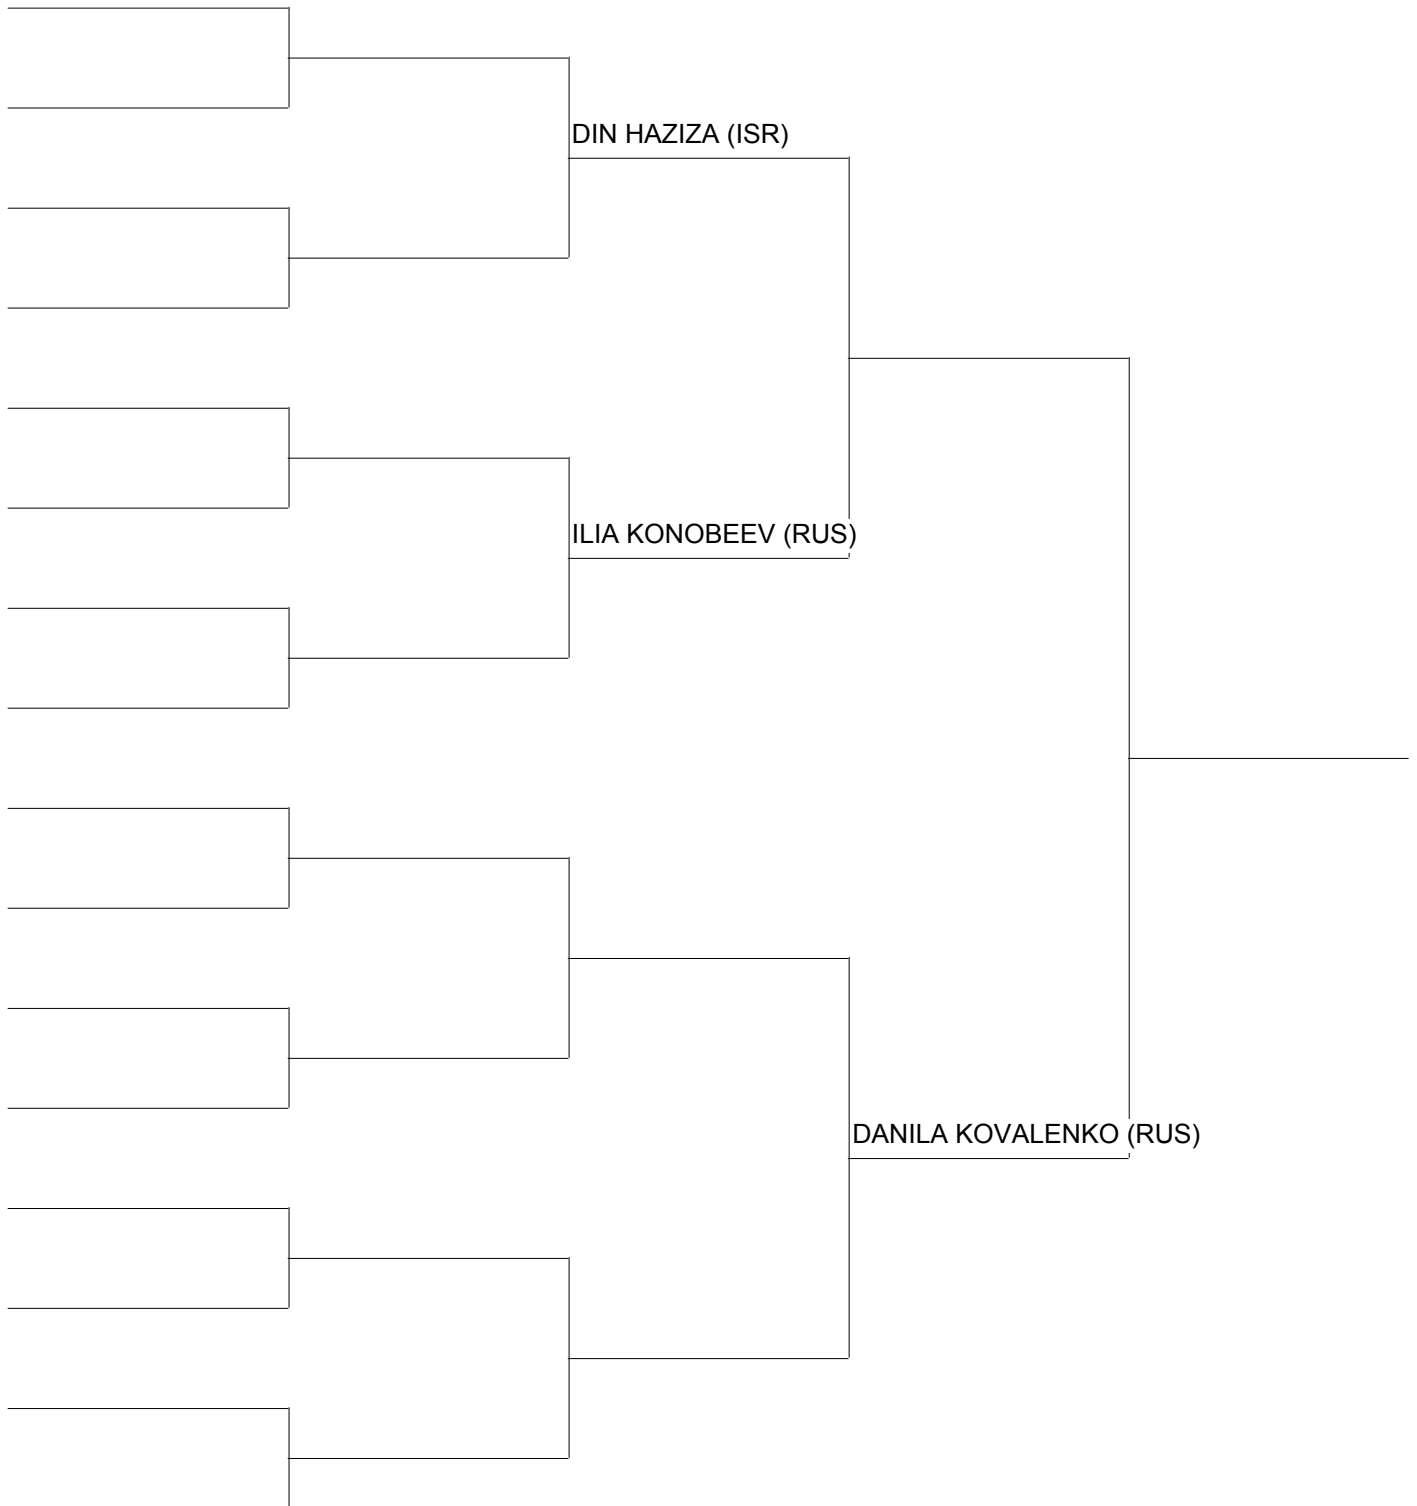 DIN HAZIZA (ISR)
ILIA KONOBEEV (RUS)
DANILA KOVALENKO (RUS)